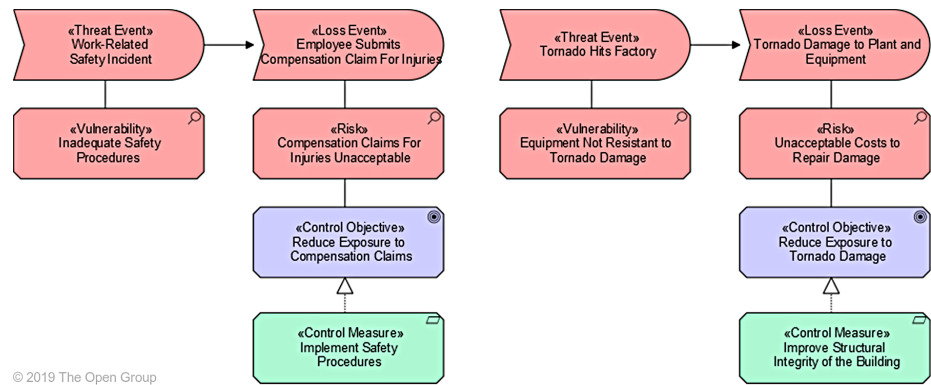 «Threat Event»
Work-Related
Safety Incident
«Loss Event»
Employee Submits
Compensation Claim For Injuries
«Threat Event»
Tornado Hits Factory
«Loss Event»
Tornado Damage to Plant and
Equipment
«Vulnerability»
Inadequate Safety
Procedures
«Risk»
Compensation Claims For
Injuries Unacceptable
«Vulnerability»
Equipment Not Resistant to
Tornado Damage
«Risk»
Unacceptable Costs to
Repair Damage
«Control Objective»
Reduce Exposure to
Compensation Claims
«Control Objective»
Reduce Exposure to
Tornado Damage
«Control Measure»
Implement Safety
Procedures
«Control Measure»
Improve Structural
Integrity of the Building
© 2019 The Open Group